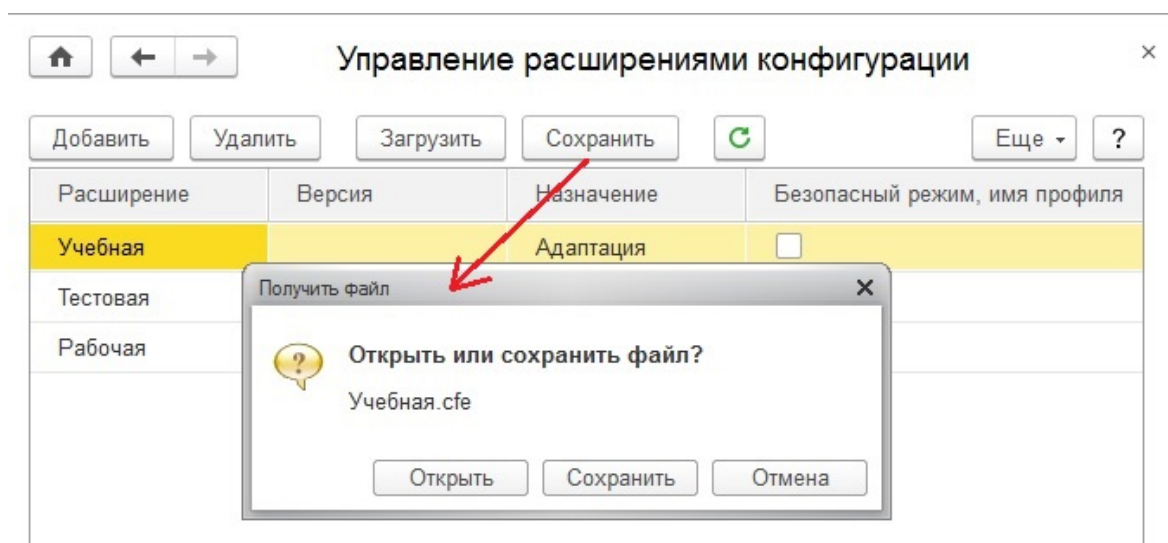 Управление расширениями конфигурации
Добавить Удалить Загрузить Сохранить Еще ?
Расширение Версия Назначение Безопасный режим, имя профиля
Учебная Адаптация
Тестовая
Рабочая
Получить файл
Открыть или сохранить файл?
Учебная.cfe
Открыть Сохранить Отмена